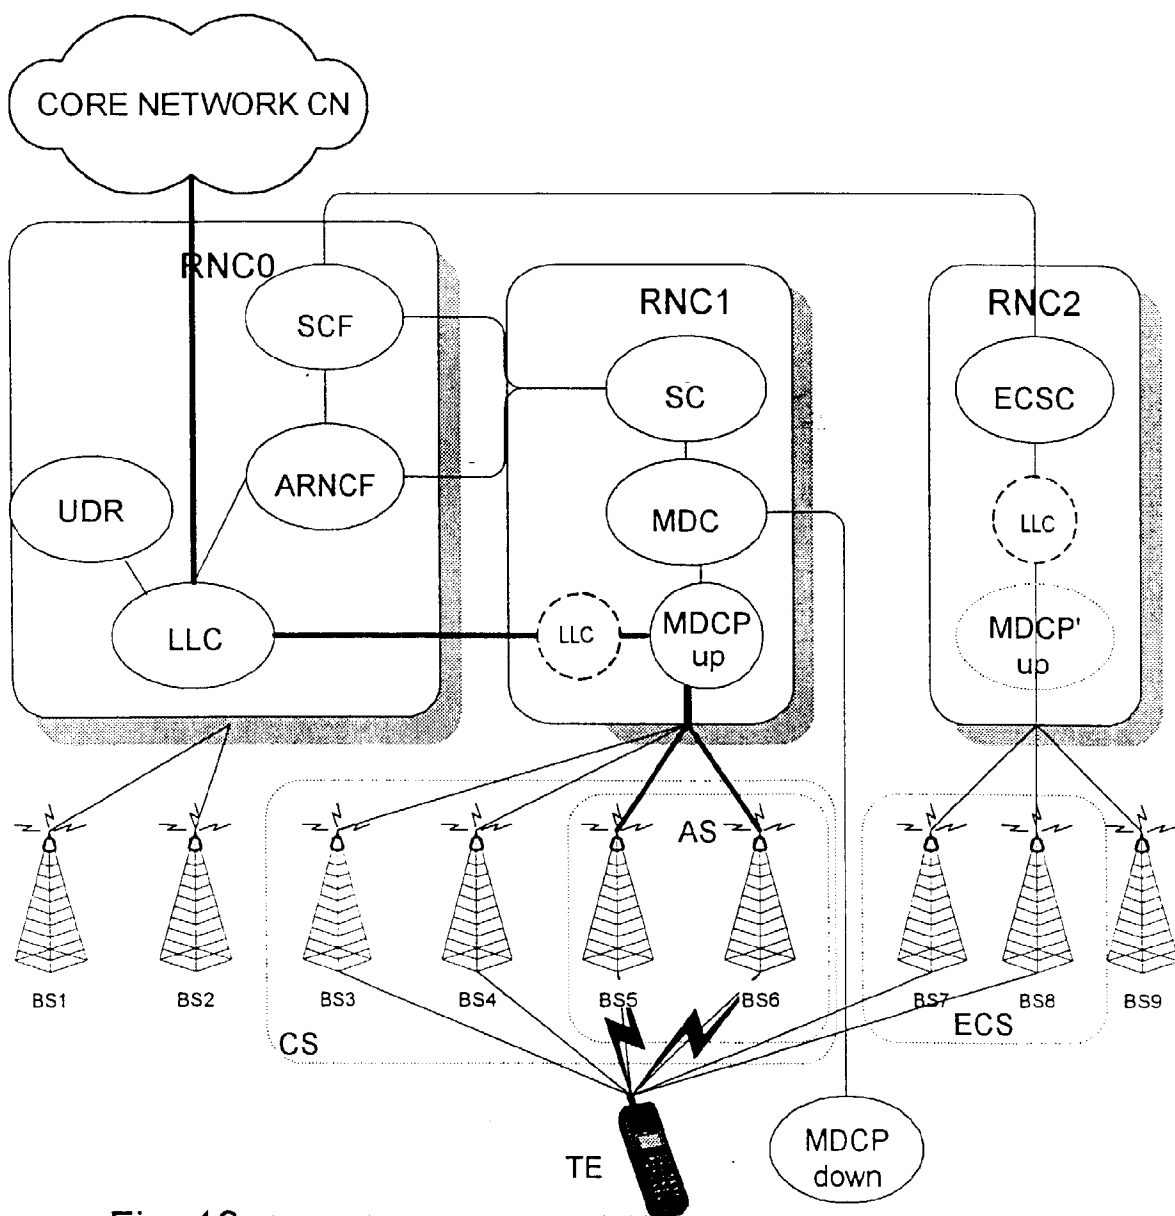 CORE NETWORK CN
RNC0
SCF
ARNCF
UDR
LLC
RNC1
SC
MDC
LLC
MDCP
up
RNC2
ECSC
LLC
MDCP'
up
AS
BS1
BS2
BS3
BS4
BS5
BS6
BS7
BS8
BS9
CS
ECS
TE
MDCP
down